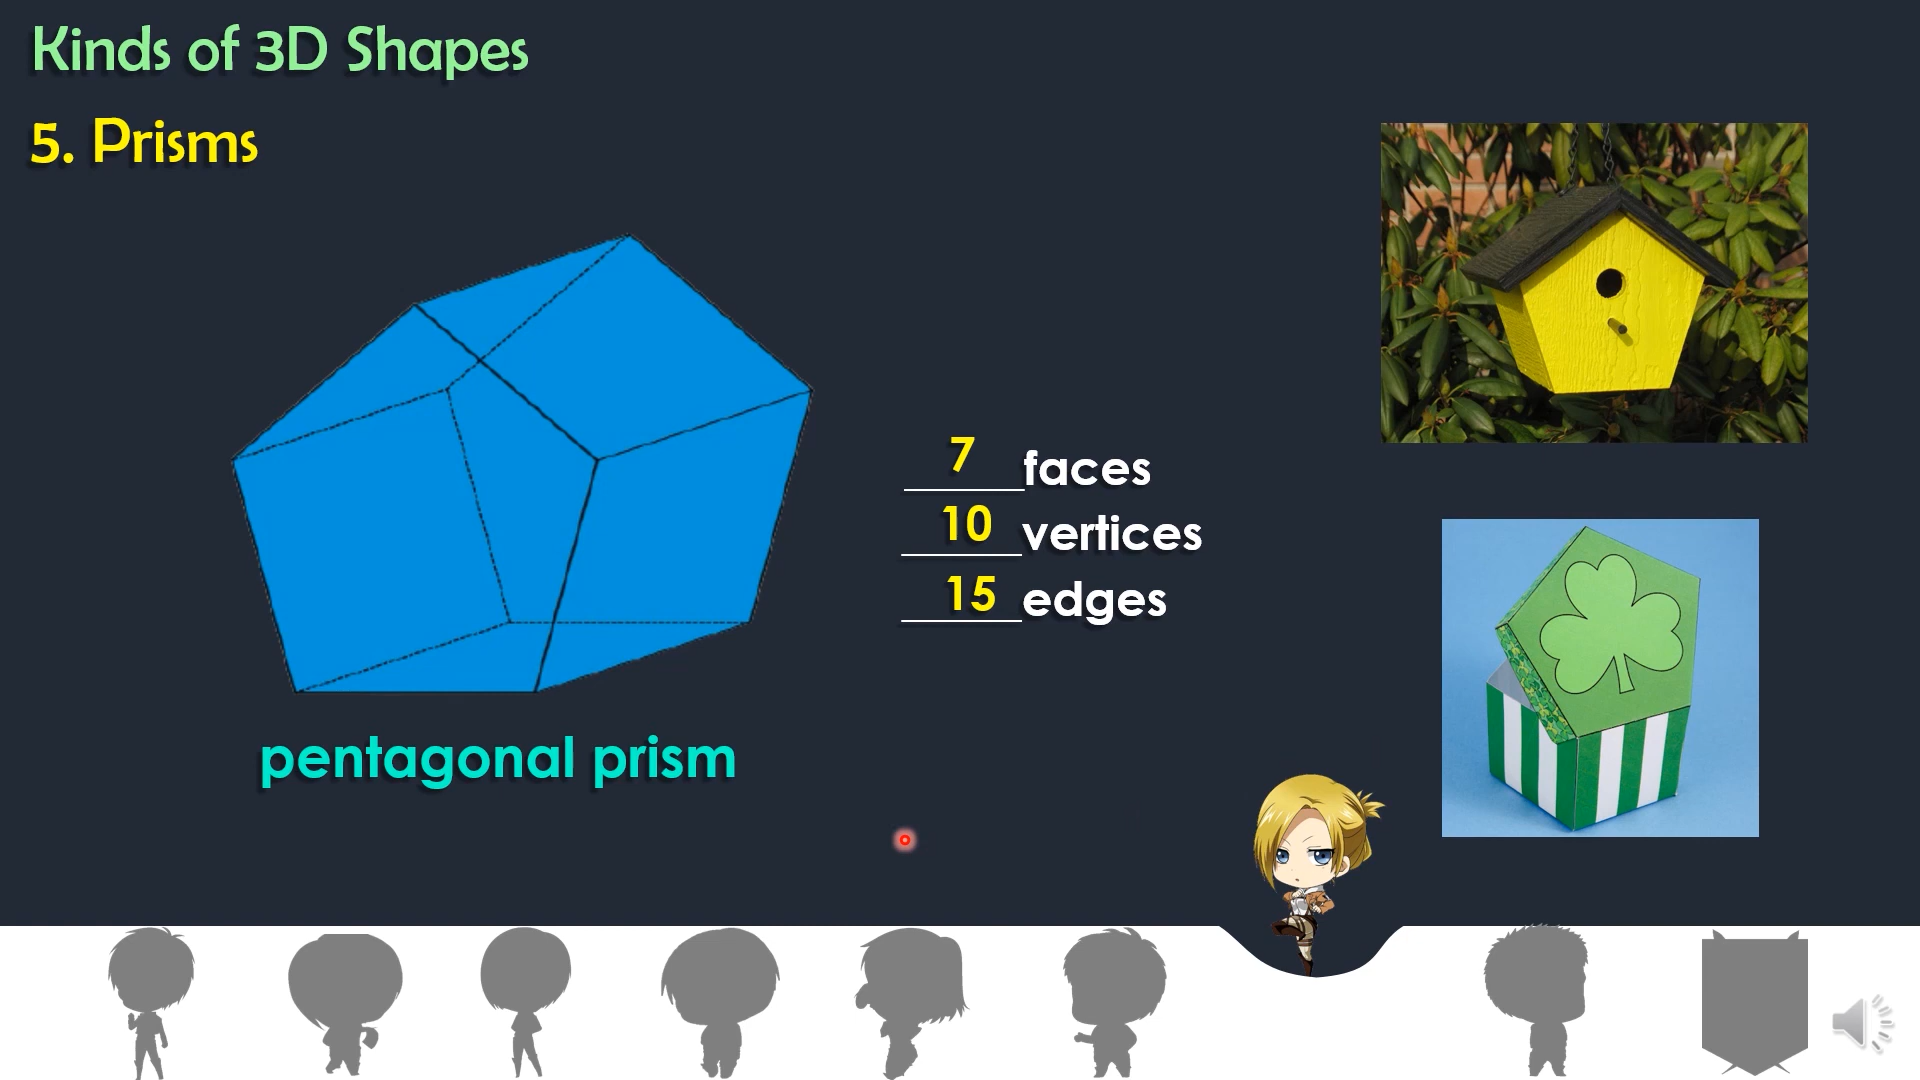 Kinds of 3D Shapes
5. Prisms
7 faces
10 vertices
15 edges
pentagonal prism